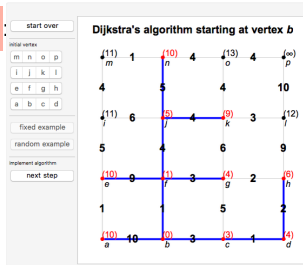 start over
Dijkstra's algorithm starting at vertex b
initial vertex
m n o p
i j k l
e f g h
a b c d
fixed example
random example
implement algorithm
next step
(11) 1 (10) 4 (13) 4 (∞)
m n o p
4 5 4 10
(11) 6 (5) 4 (9) 3 (12)
i j k l
5 4 6 9
(10) 9 (1) 3 (4) 2 (6)
e f g h
1 1 5 2
(10) 10 (0) 3 (3) 1 (4)
a b c d